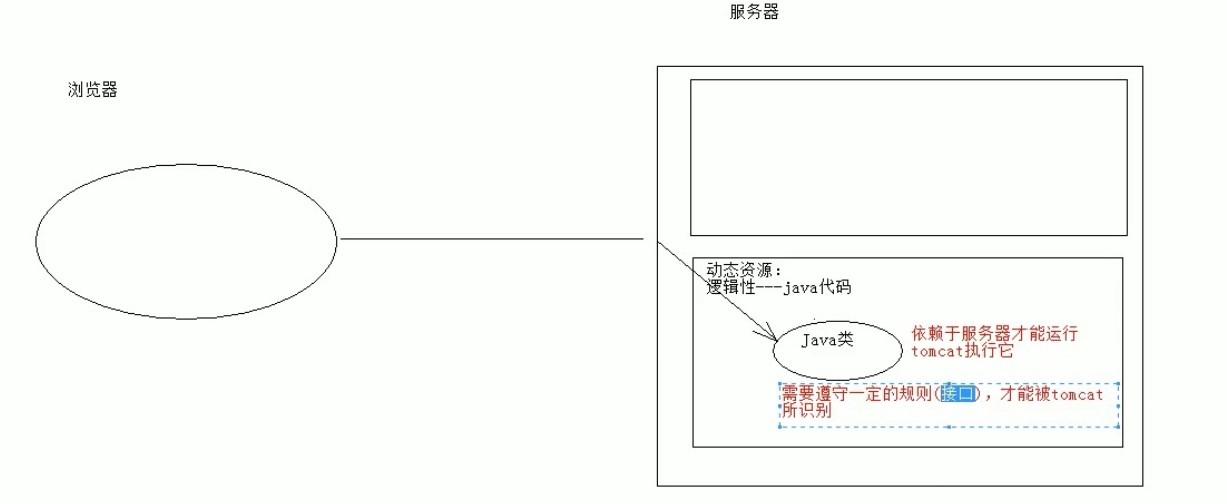 服务器
浏览器
动态资源：
逻辑性---java代码
Java类
依赖于服务器才能运行
tomcat执行它
需要遵守一定的规则(接口)，才能被tomcat
所识别